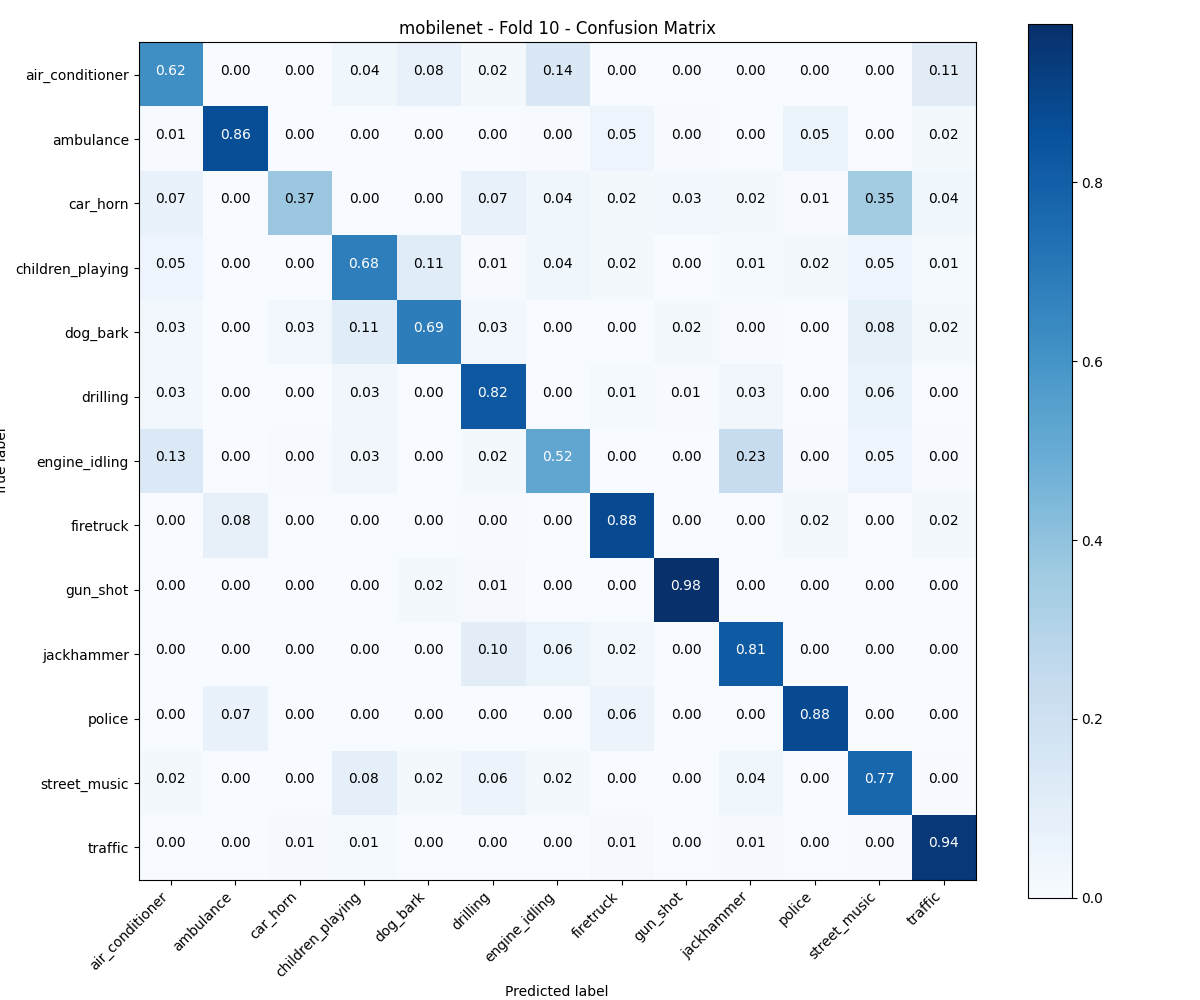 mobilenet - Fold 10 - Confusion Matrix
air_conditioner 0.62 0.00 0.00 0.04 0.08 0.02 0.14 0.00 0.00 0.00 0.00 0.00 0.11
ambulance 0.01 0.86 0.00 0.00 0.00 0.00 0.00 0.05 0.00 0.00 0.05 0.00 0.02
car_horn 0.07 0.00 0.37 0.00 0.00 0.07 0.04 0.02 0.03 0.02 0.01 0.35 0.04
children_playing 0.05 0.00 0.00 0.68 0.11 0.01 0.04 0.02 0.00 0.01 0.02 0.05 0.01
dog_bark 0.03 0.00 0.03 0.11 0.69 0.03 0.00 0.00 0.02 0.00 0.00 0.08 0.02
drilling 0.03 0.00 0.00 0.03 0.00 0.82 0.00 0.01 0.01 0.03 0.00 0.06 0.00
engine_idling 0.13 0.00 0.00 0.03 0.00 0.02 0.52 0.00 0.00 0.23 0.00 0.05 0.00
firetruck 0.00 0.08 0.00 0.00 0.00 0.00 0.00 0.88 0.00 0.00 0.02 0.00 0.02
gun_shot 0.00 0.00 0.00 0.00 0.02 0.01 0.00 0.00 0.98 0.00 0.00 0.00 0.00
jackhammer 0.00 0.00 0.00 0.00 0.00 0.10 0.06 0.02 0.00 0.81 0.00 0.00 0.00
police 0.00 0.07 0.00 0.00 0.00 0.00 0.00 0.06 0.00 0.00 0.88 0.00 0.00
street_music 0.02 0.00 0.00 0.08 0.02 0.06 0.02 0.00 0.00 0.04 0.00 0.77 0.00
traffic 0.00 0.00 0.01 0.01 0.00 0.00 0.00 0.01 0.00 0.01 0.00 0.00 0.94
air_conditioner ambulance car_horn children_playing dog_bark drilling engine_idling firetruck gun_shot jackhammer police street_music traffic
Predicted label
label
0.8
0.6
0.4
0.2
0.0